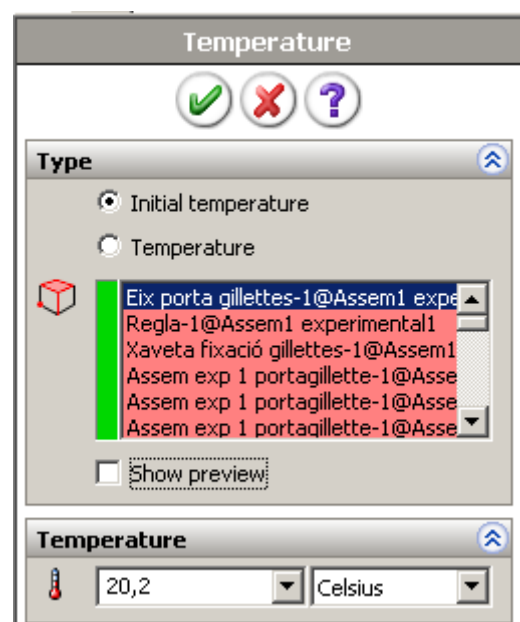 Temperature
?
Type
Initial temperature
Temperature
Eix porta gillettes-1@Assem1 expe
Regla-1@Assem1 experimental1
Xaveta fixació gillettes-1@Assem1
Assem exp 1 portagillette-1@Asse
Assem exp 1 portagillette-1@Asse
Assem exp 1 portagillette-1@Asse
Show preview
Temperature
20,2 Celsius